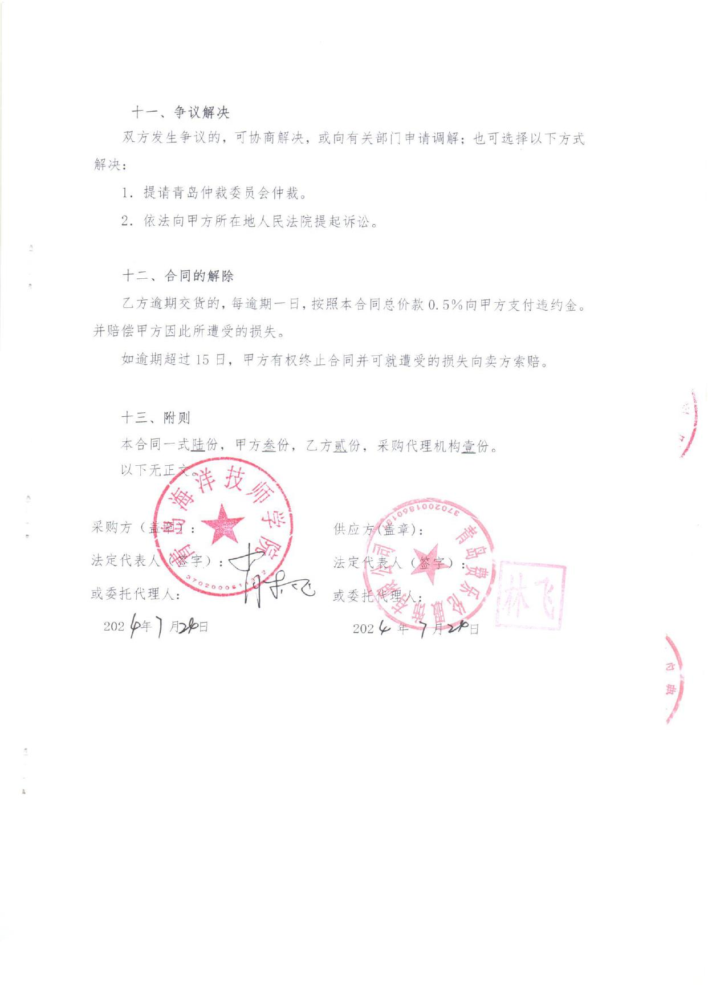 十一、争议解决
双方发生争议的，可协商解决，或向有关部门申请调解；也可选择以下方式
解决：
1. 提请青岛仲裁委员会仲裁。
2. 依法向甲方所在地人民法院提起诉讼。
十二、合同的解除
乙方逾期交货的，每逾期一日，按照本合同总价款 0.5%向甲方支付违约金。
并赔偿甲方因此所遭受的损失。
如逾期超过 15 日，甲方有权终止合同并可就遭受的损失向卖方索赔。
十三、附则
本合同一式陆份，甲方叁份，乙方贰份，采购代理机构壹份。
以下无正文。
青岛海洋技师学院
采购方（盖章）：
法定代表人（签字）：
或委托代理人：
2024年7月24日
供应方(盖章)：
法定代表人（签字）：
或委托代理人：
2024年7月24日
青岛贵乐伦服饰有限公司
林飞